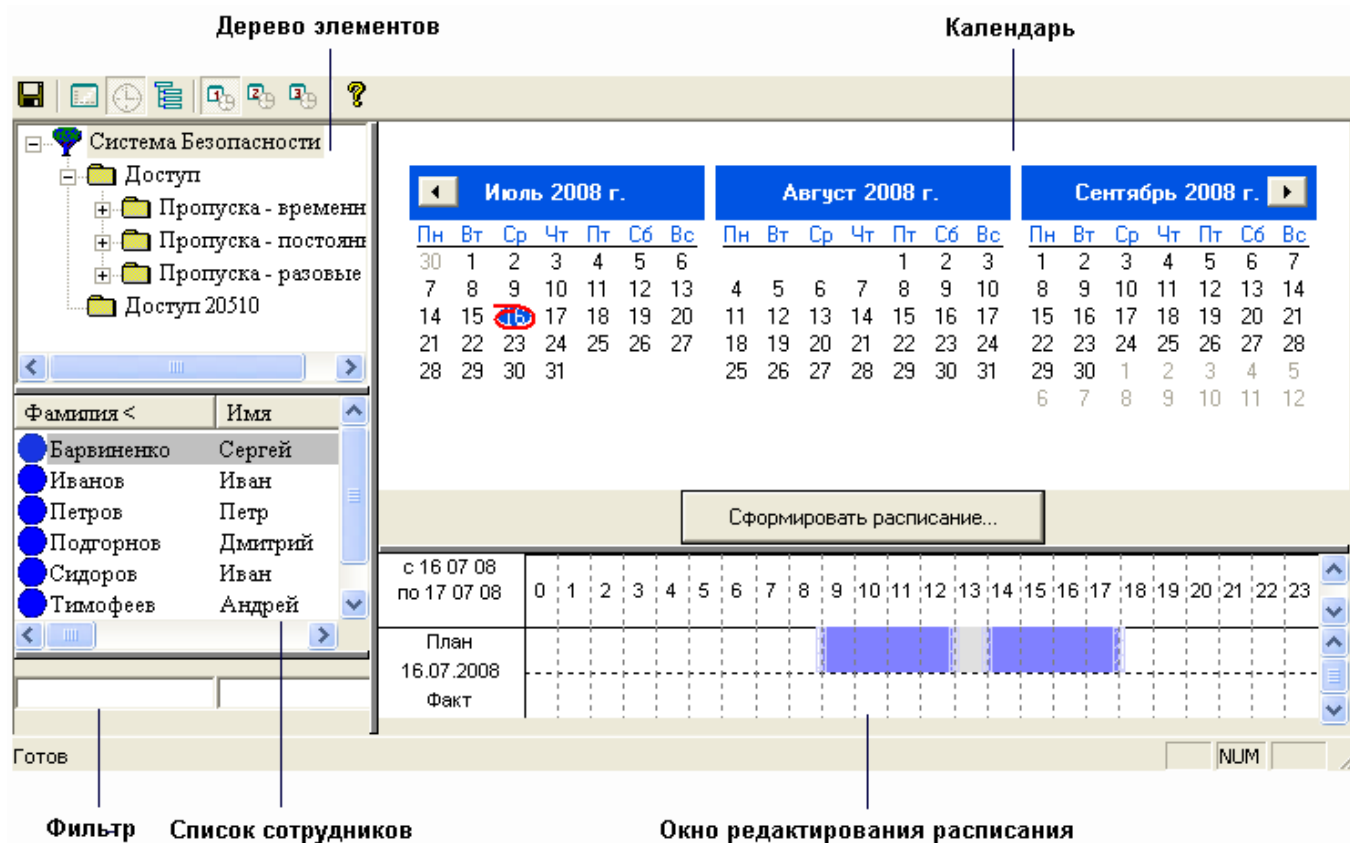 Дерево элементов
Календарь
1 2 3 ?
Система Безопасности
Доступ
Пропуска - временн
Пропуска - постоянн
Пропуска - разовые
Доступ 20510
Июль 2008 г.
Пн Вт Ср Чт Пт Сб Вс
30 1 2 3 4 5 6
7 8 9 10 11 12 13
14 15 16 17 18 19 20
21 22 23 24 25 26 27
28 29 30 31
Август 2008 г.
Пн Вт Ср Чт Пт Сб Вс
1 2 3
4 5 6 7 8 9 10
11 12 13 14 15 16 17
18 19 20 21 22 23 24
25 26 27 28 29 30 31
Сентябрь 2008 г.
Пн Вт Ср Чт Пт Сб Вс
1 2 3 4 5 6 7
8 9 10 11 12 13 14
15 16 17 18 19 20 21
22 23 24 25 26 27 28
29 30 1 2 3 4 5
6 7 8 9 10 11 12
Фамилия < Имя
Барвиненко Сергей
Иванов Иван
Петров Петр
Подгорнов Дмитрий
Сидоров Иван
Тимофеев Андрей
Сформировать расписание...
с 16 07 08
по 17 07 08
0 1 2 3 4 5 6 7 8 9 10 11 12 13 14 15 16 17 18 19 20 21 22 23
План
16.07.2008
Факт
Готов
NUM
Фильтр
Список сотрудников
Окно редактирования расписания